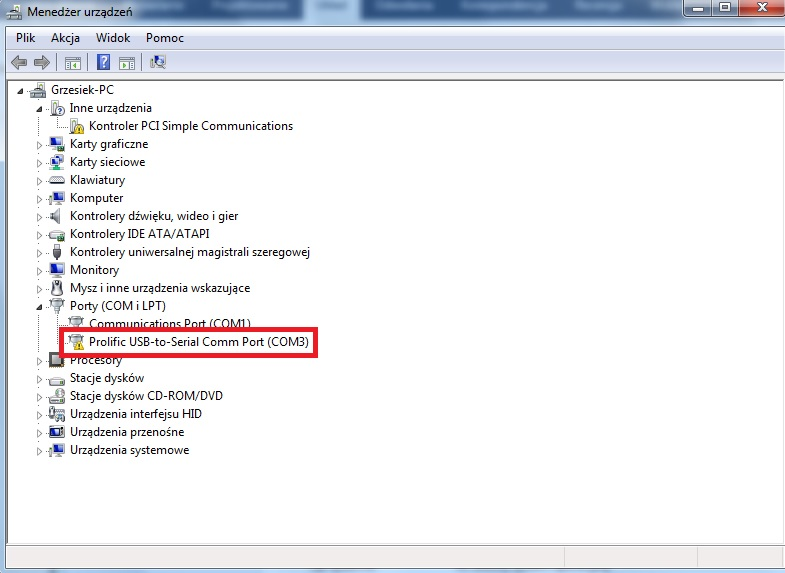 Menedżer urządzeń
Plik Akcja Widok Pomoc
Grzesiek-PC
Inne urządzenia
Kontroler PCI Simple Communications
Karty graficzne
Karty sieciowe
Klawiatury
Komputer
Kontrolery dźwięku, wideo i gier
Kontrolery IDE ATA/ATAPI
Kontrolery uniwersalnej magistrali szeregowej
Monitory
Mysz i inne urządzenia wskazujące
Porty (COM i LPT)
Communications Port (COM1)
Prolific USB-to-Serial Comm Port (COM3)
Procesory
Stacje dysków
Stacje dysków CD-ROM/DVD
Urządzenia interfejsu HID
Urządzenia przenośne
Urządzenia systemowe